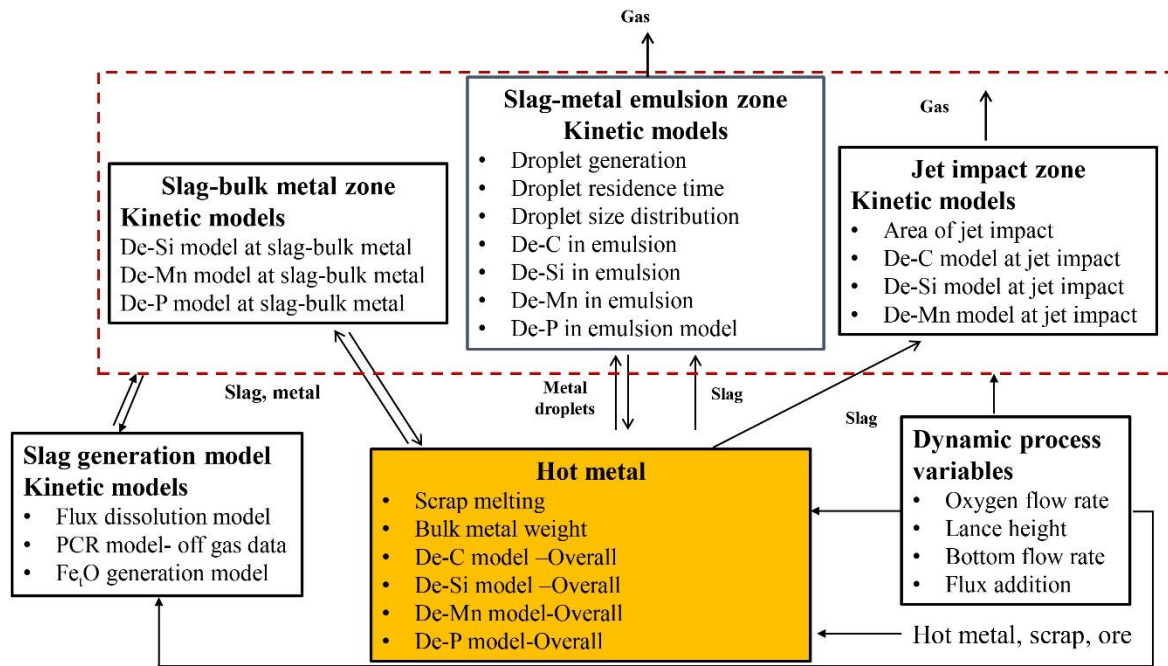 Gas
Slag-metal emulsion zone
Kinetic models
• Droplet generation
• Droplet residence time
• Droplet size distribution
• De-C in emulsion
• De-Si in emulsion
• De-Mn in emulsion
• De-P in emulsion model
Slag-bulk metal zone
Kinetic models
De-Si model at slag-bulk metal
De-Mn model at slag-bulk metal
De-P model at slag-bulk metal
Gas
Jet impact zone
Kinetic models
• Area of jet impact
• De-C model at jet impact
• De-Si model at jet impact
• De-Mn model at jet impact
Slag, metal
Metal
droplets
Slag
Slag
Slag generation model
Kinetic models
• Flux dissolution model
• PCR model- off gas data
• FeₜO generation model
Hot metal
• Scrap melting
• Bulk metal weight
• De-C model –Overall
• De-Si model –Overall
• De-Mn model-Overall
• De-P model-Overall
Dynamic process
variables
• Oxygen flow rate
• Lance height
• Bottom flow rate
• Flux addition
Hot metal, scrap, ore